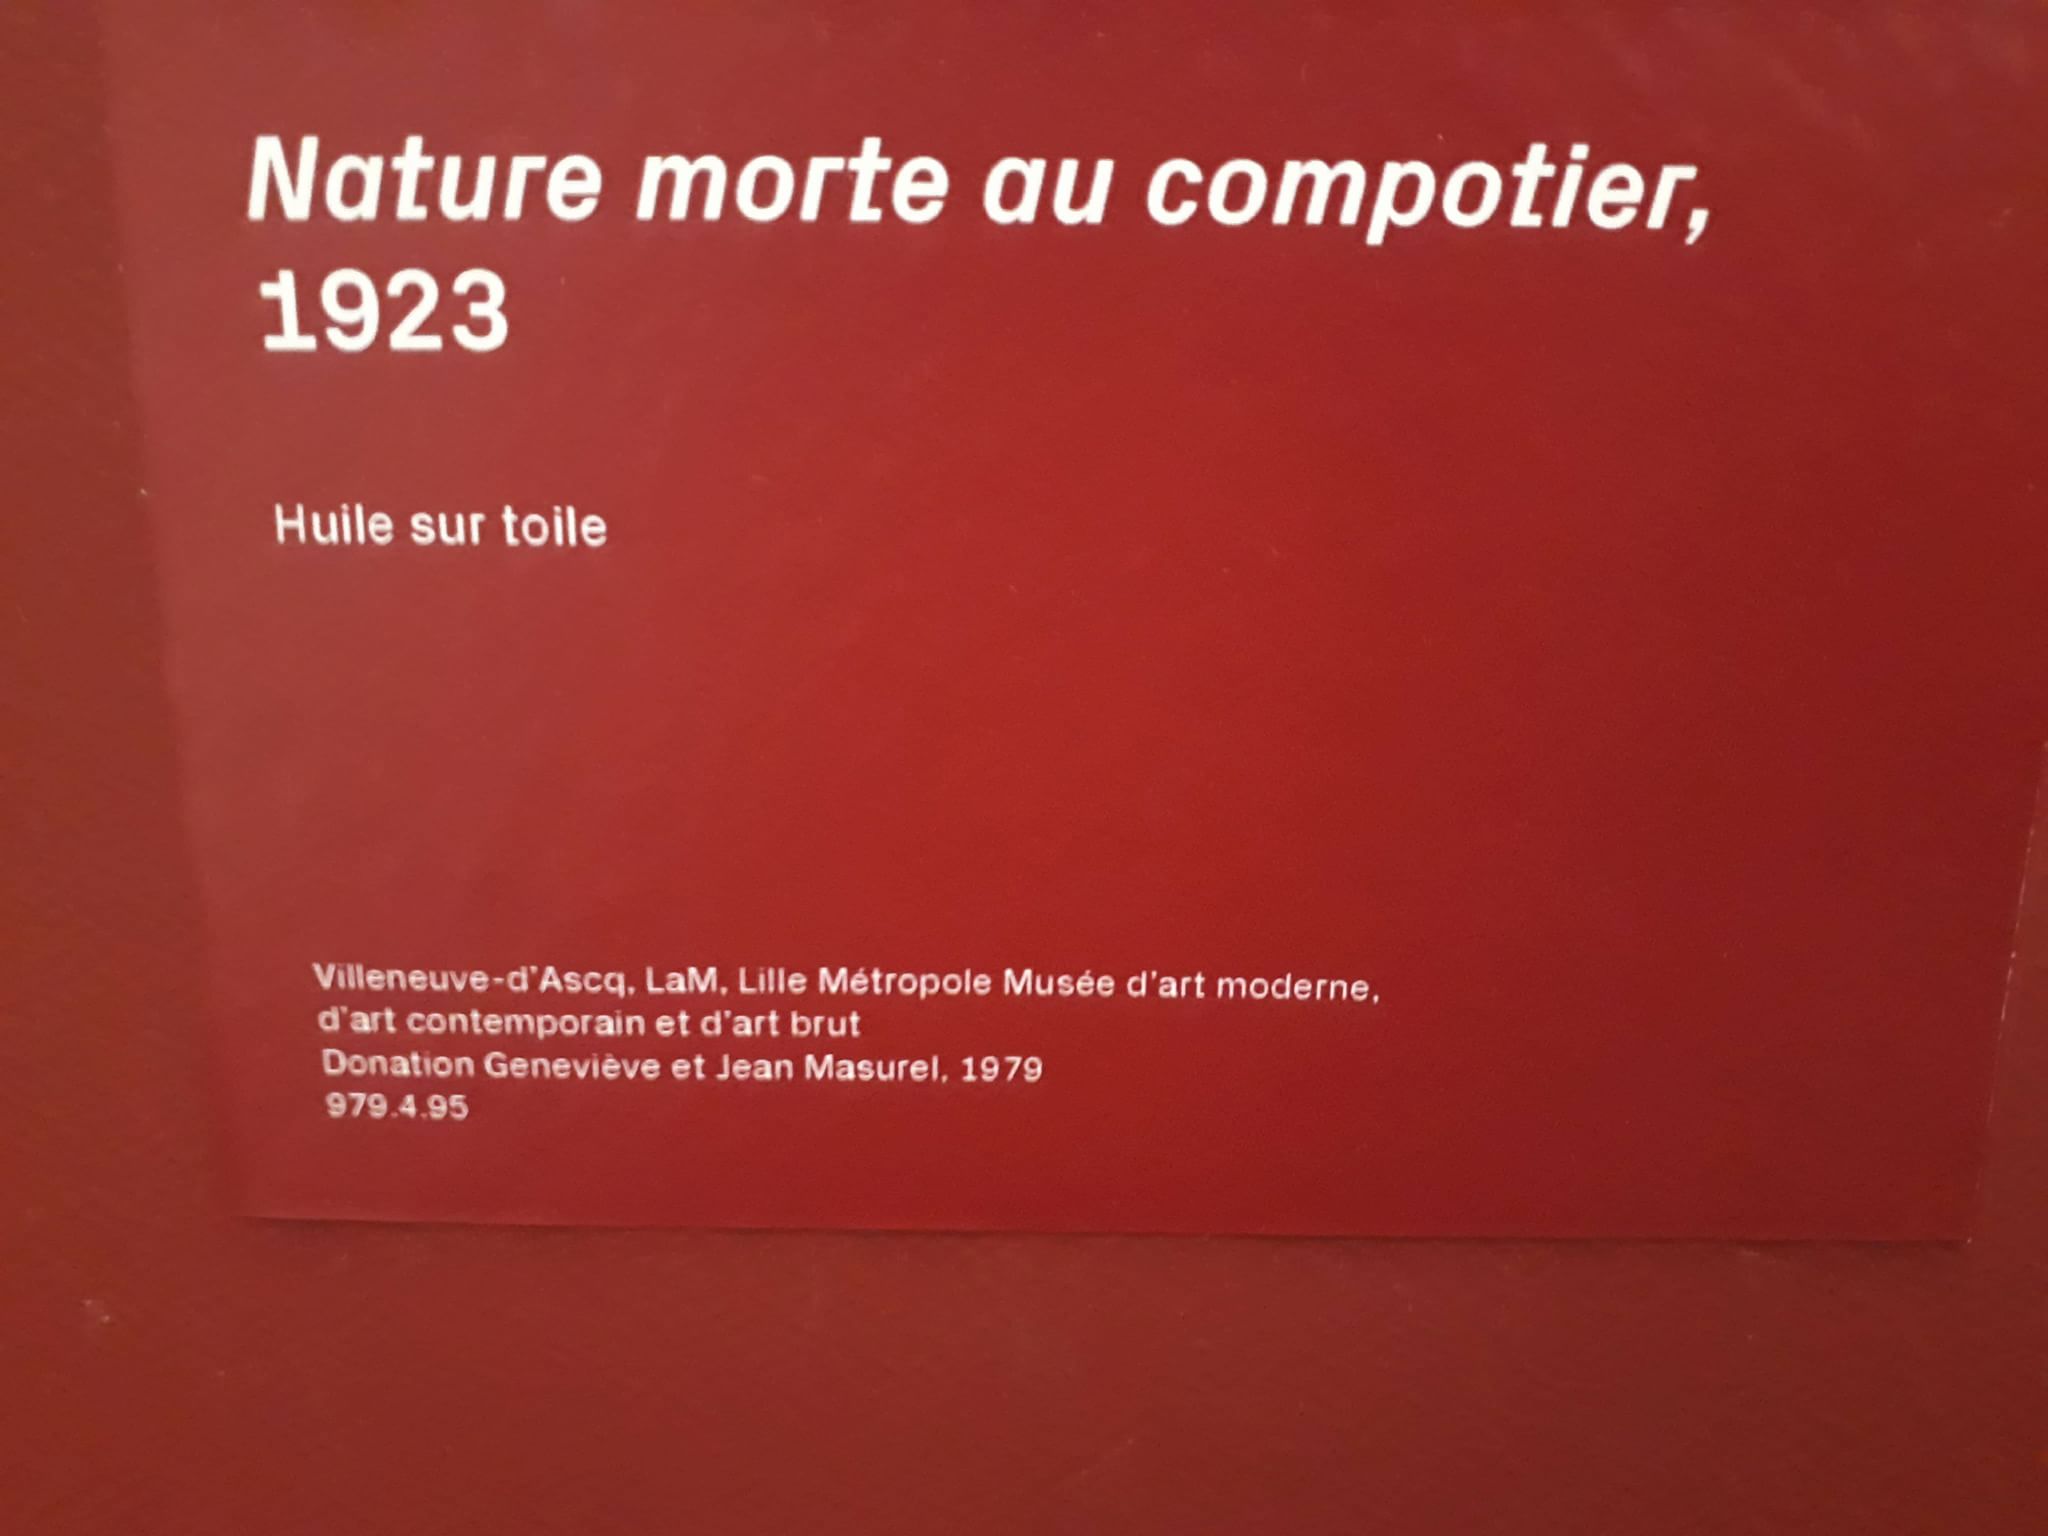 Nature morte au compotier,
1923
Huile sur toile
Villeneuve-d'Ascq, LaM, Lille Métropole Musée d'art moderne,
d'art contemporain et d'art brut
Donation Geneviève et Jean Masurel, 1979
979.4.95